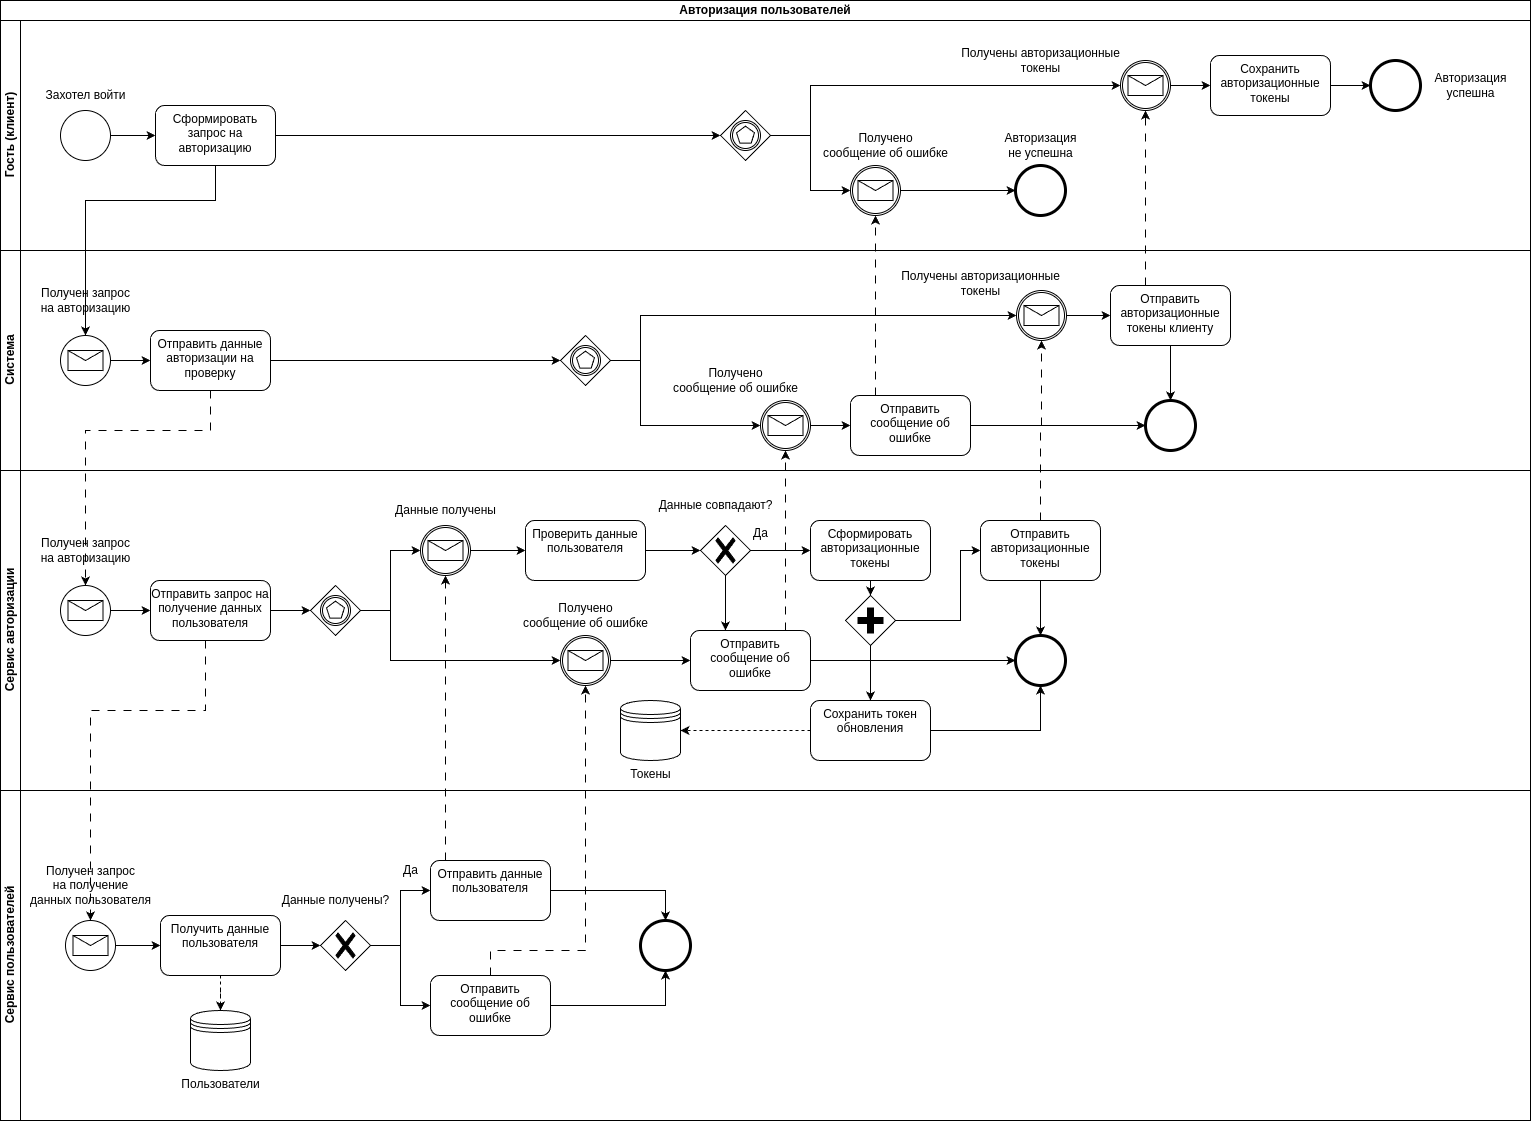 Авторизация пользователей
Гость (клиент)
Захотел войти
Сформировать
запрос на
авторизацию
Получено
сообщение об ошибке
Авторизация
не успешна
Получены авторизационные
токены
Сохранить
авторизационные
токены
Авторизация
успешна
Система
Получен запрос
на авторизацию
Отправить данные
авторизации на
проверку
Получено
сообщение об ошибке
Отправить
сообщение об
ошибке
Получены авторизационные
токены
Отправить
авторизационные
токены клиенту
Сервис авторизации
Получен запрос
на авторизацию
Отправить запрос на
получение данных
пользователя
Данные получены
Проверить данные
пользователя
Данные совпадают?
Да
Сформировать
авторизационные
токены
Отправить
авторизационные
токены
Получено
сообщение об ошибке
Отправить
сообщение об
ошибке
Сохранить токен
обновления
Токены
Сервис пользователей
Получен запрос
на получение
данных пользователя
Получить данные
пользователя
Данные получены?
Да
Отправить данные
пользователя
Отправить
сообщение об
ошибке
Пользователи